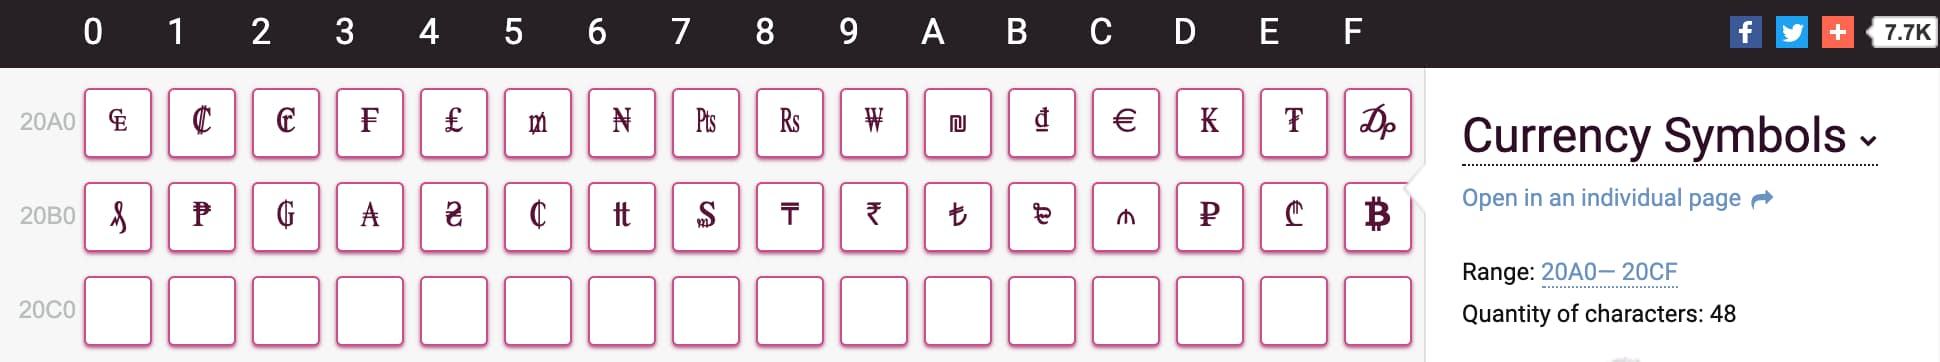 0 1 2 3 4 5 6 7 8 9 A B C D E F
7.7K
20A0 ₠ ₡ ₢ ₣ ₤ ₥ ₦ ₧ ₨ ₩ ₪ ₫ € ₭ ₮ ₯
20B0 ₰ ₱ ₲ ₳ ₴ ₵ ₶ ₷ ₸ ₹ ₺ ₻ ₼ ₽ ₾ ₿
20C0
Currency Symbols
Open in an individual page
Range: 20A0— 20CF
Quantity of characters: 48